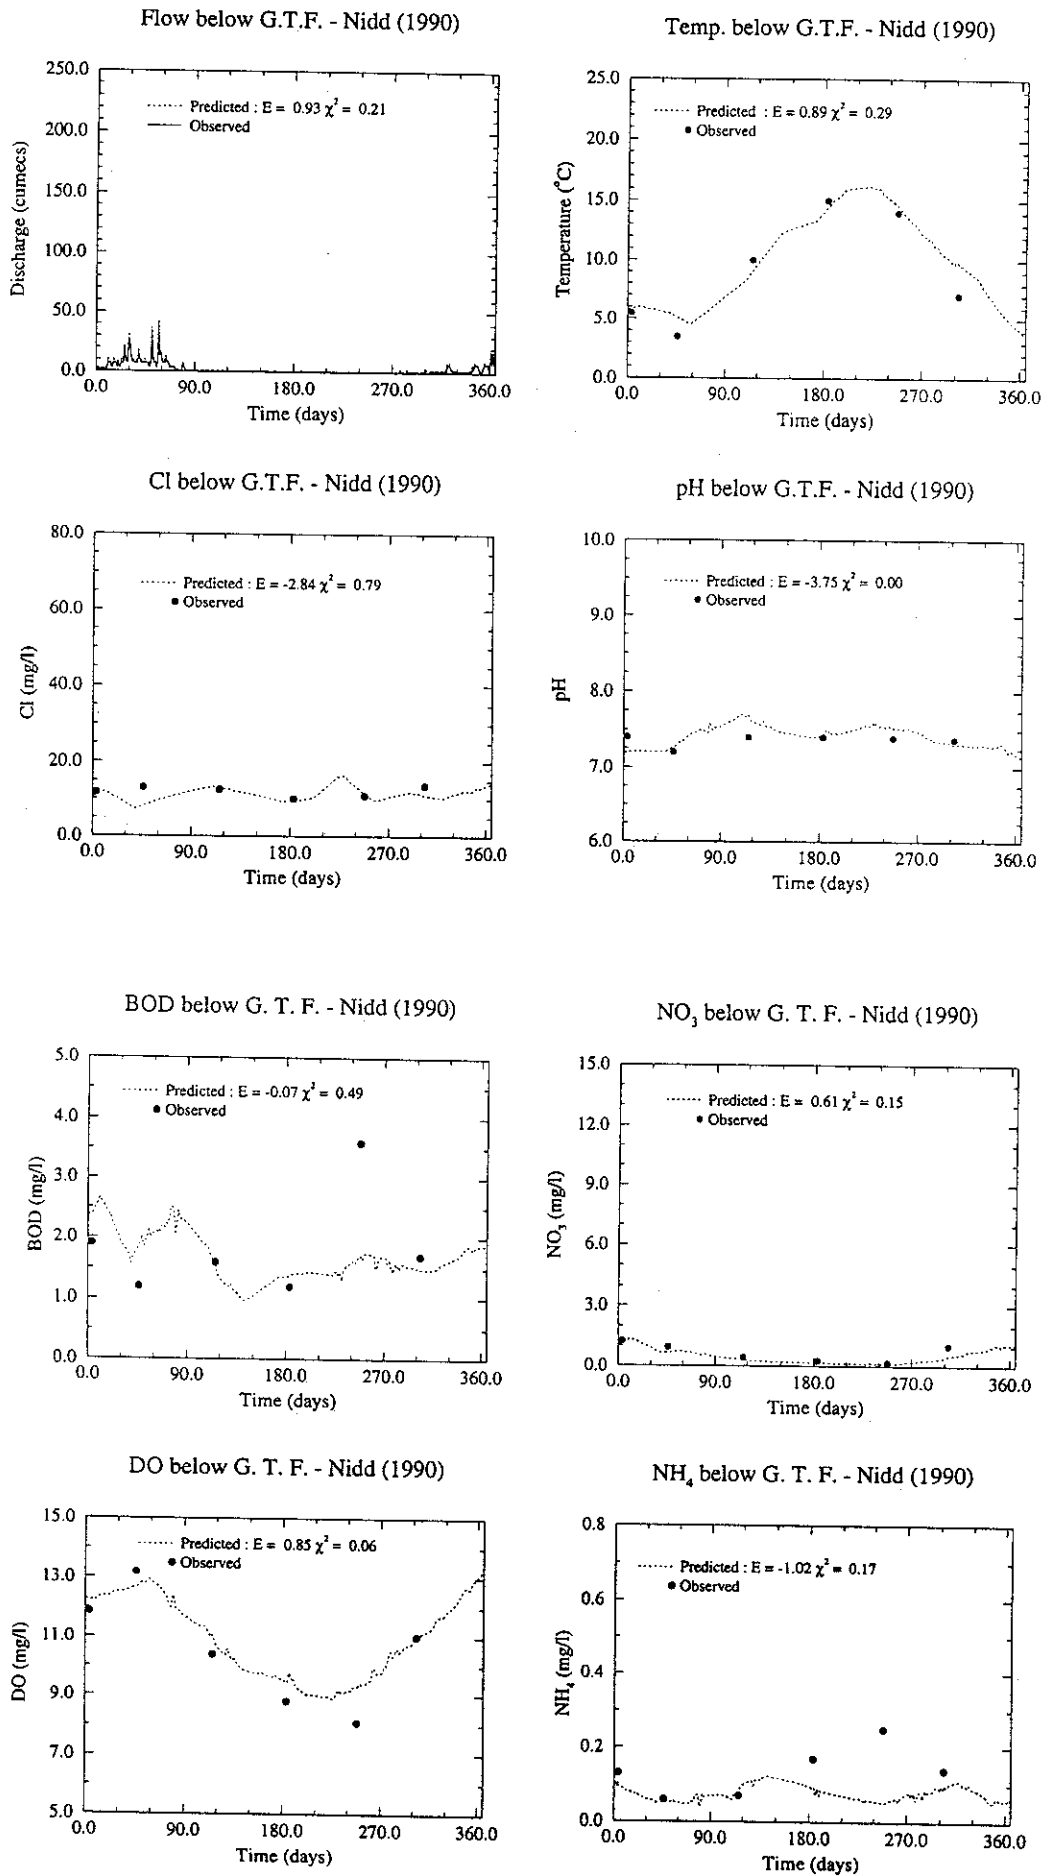 Flow below G.T.F. - Nidd (1990)
250.0
200.0
150.0
100.0
50.0
0.0
Discharge (cumecs)
Predicted : E = 0.93 χ² = 0.21
Observed
0.0 90.0 180.0 270.0 360.0
Time (days)
Temp. below G.T.F. - Nidd (1990)
25.0
20.0
15.0
10.0
5.0
0.0
Temperature (°C)
Predicted : E = 0.89 χ² = 0.29
Observed
0.0 90.0 180.0 270.0 360.0
Time (days)
Cl below G.T.F. - Nidd (1990)
80.0
60.0
40.0
20.0
0.0
Cl (mg/l)
Predicted : E = -2.84 χ² = 0.79
Observed
0.0 90.0 180.0 270.0 360.0
Time (days)
pH below G.T.F. - Nidd (1990)
10.0
9.0
8.0
7.0
6.0
pH
Predicted : E = -3.75 χ² = 0.00
Observed
0.0 90.0 180.0 270.0 360.0
Time (days)
BOD below G. T. F. - Nidd (1990)
5.0
4.0
3.0
2.0
1.0
0.0
BOD (mg/l)
Predicted : E = -0.07 χ² = 0.49
Observed
0.0 90.0 180.0 270.0 360.0
Time (days)
NO₃ below G. T. F. - Nidd (1990)
15.0
12.0
9.0
6.0
3.0
0.0
NO₃ (mg/l)
Predicted : E = 0.61 χ² = 0.15
Observed
0.0 90.0 180.0 270.0 360.0
Time (days)
DO below G. T. F. - Nidd (1990)
15.0
13.0
11.0
9.0
7.0
5.0
DO (mg/l)
Predicted : E = 0.85 χ² = 0.06
Observed
0.0 90.0 180.0 270.0 360.0
Time (days)
NH₄ below G. T. F. - Nidd (1990)
0.8
0.6
0.4
0.2
0.0
NH₄ (mg/l)
Predicted : E = -1.02 χ² = 0.17
Observed
0.0 90.0 180.0 270.0 360.0
Time (days)